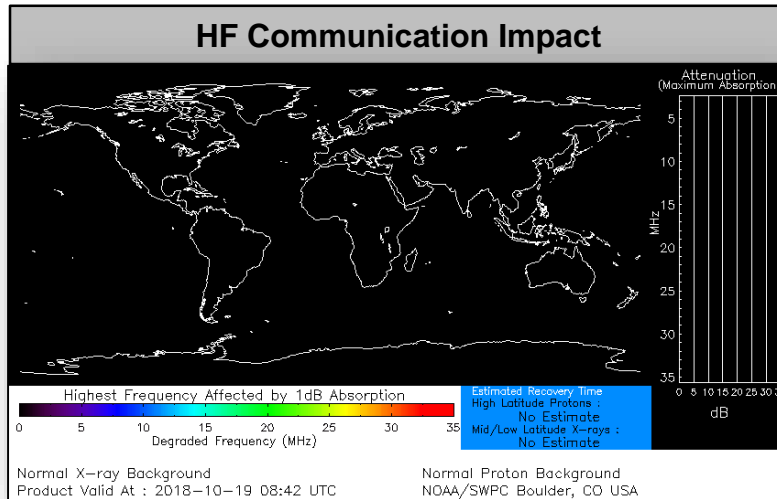 HF Communication Impact
Attenuation
(Maximum Absorption
5
10
15
20
25
30
35
MHz
0 5 10 15 20 25 30
dB
Highest Frequency Affected by 1dB Absorption
0 5 10 15 20 25 30 35
Degraded Frequency (MHz)
Estimated Recovery Time
High Latitude Protons :
No Estimate
Mid/Low Latitude X-rays :
No Estimate
Normal X-ray Background
Product Valid At : 2018-10-19 08:42 UTC
Normal Proton Background
NOAA/SWPC Boulder, CO USA